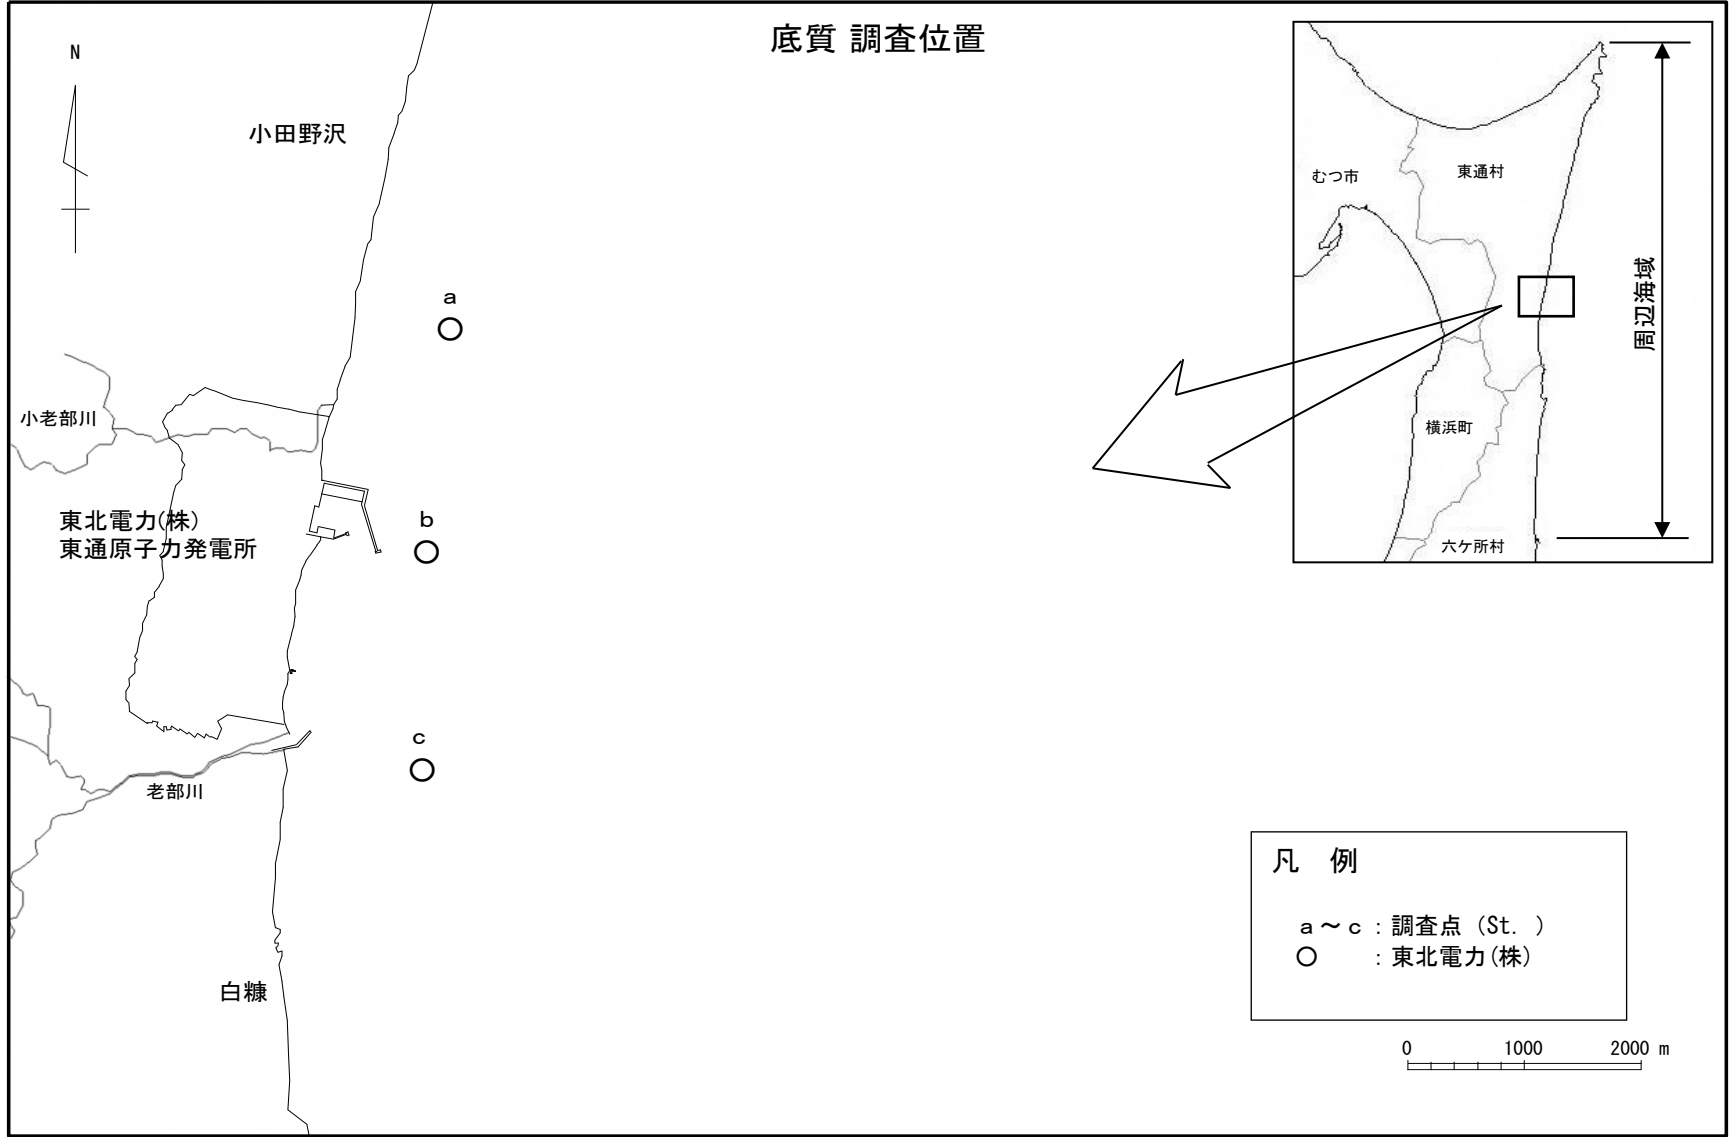 底質 調査位置
N
小田野沢
a
小老部川
東北電力(株)
東通原子力発電所
b
c
老部川
白糠
むつ市
東通村
周辺海域
横浜町
六ケ所村
凡 例
a～c : 調査点 (St. )
○ : 東北電力(株)
0 1000 2000 m